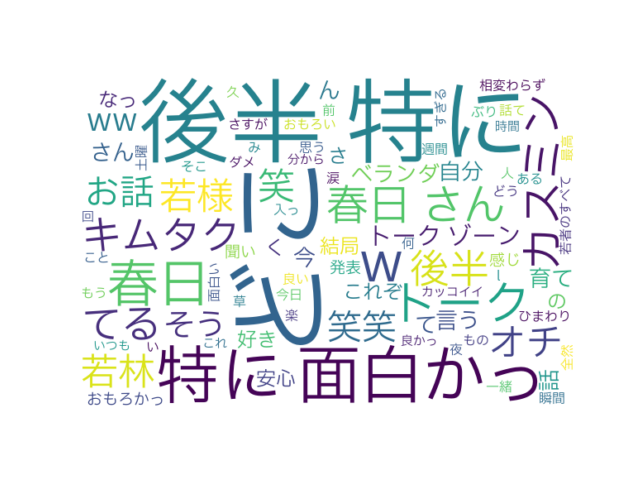 後半 特に
りど
特に 面白かっ
春日 さん
カスミン
キムタク
春日
トーク
若様
笑
お話
w
後半
オチ
てる
そう
若林
笑笑
ww
なっ
さん
土曜
さすが
久
ん
前
おもろい
み
思う
分から
そこ
ダメ
涙
さ
すぎる
ぶり
相変わらず
話て
時間
週間
ベランダ
自分
人
ある
最高
どう
若者のすべて
トークゾーン
何
結局
聞い
く
今
入っ
回
こと
もう
面白い
い
良い
発表
これぞ
カッコイイ
感じ
し
育て
の
ひまわり
草
今日
楽
好き
て
言う
良かっ
もの
夜
全然
いつも
い
これ
安心
おもろかっ
一緒
話
瞬間